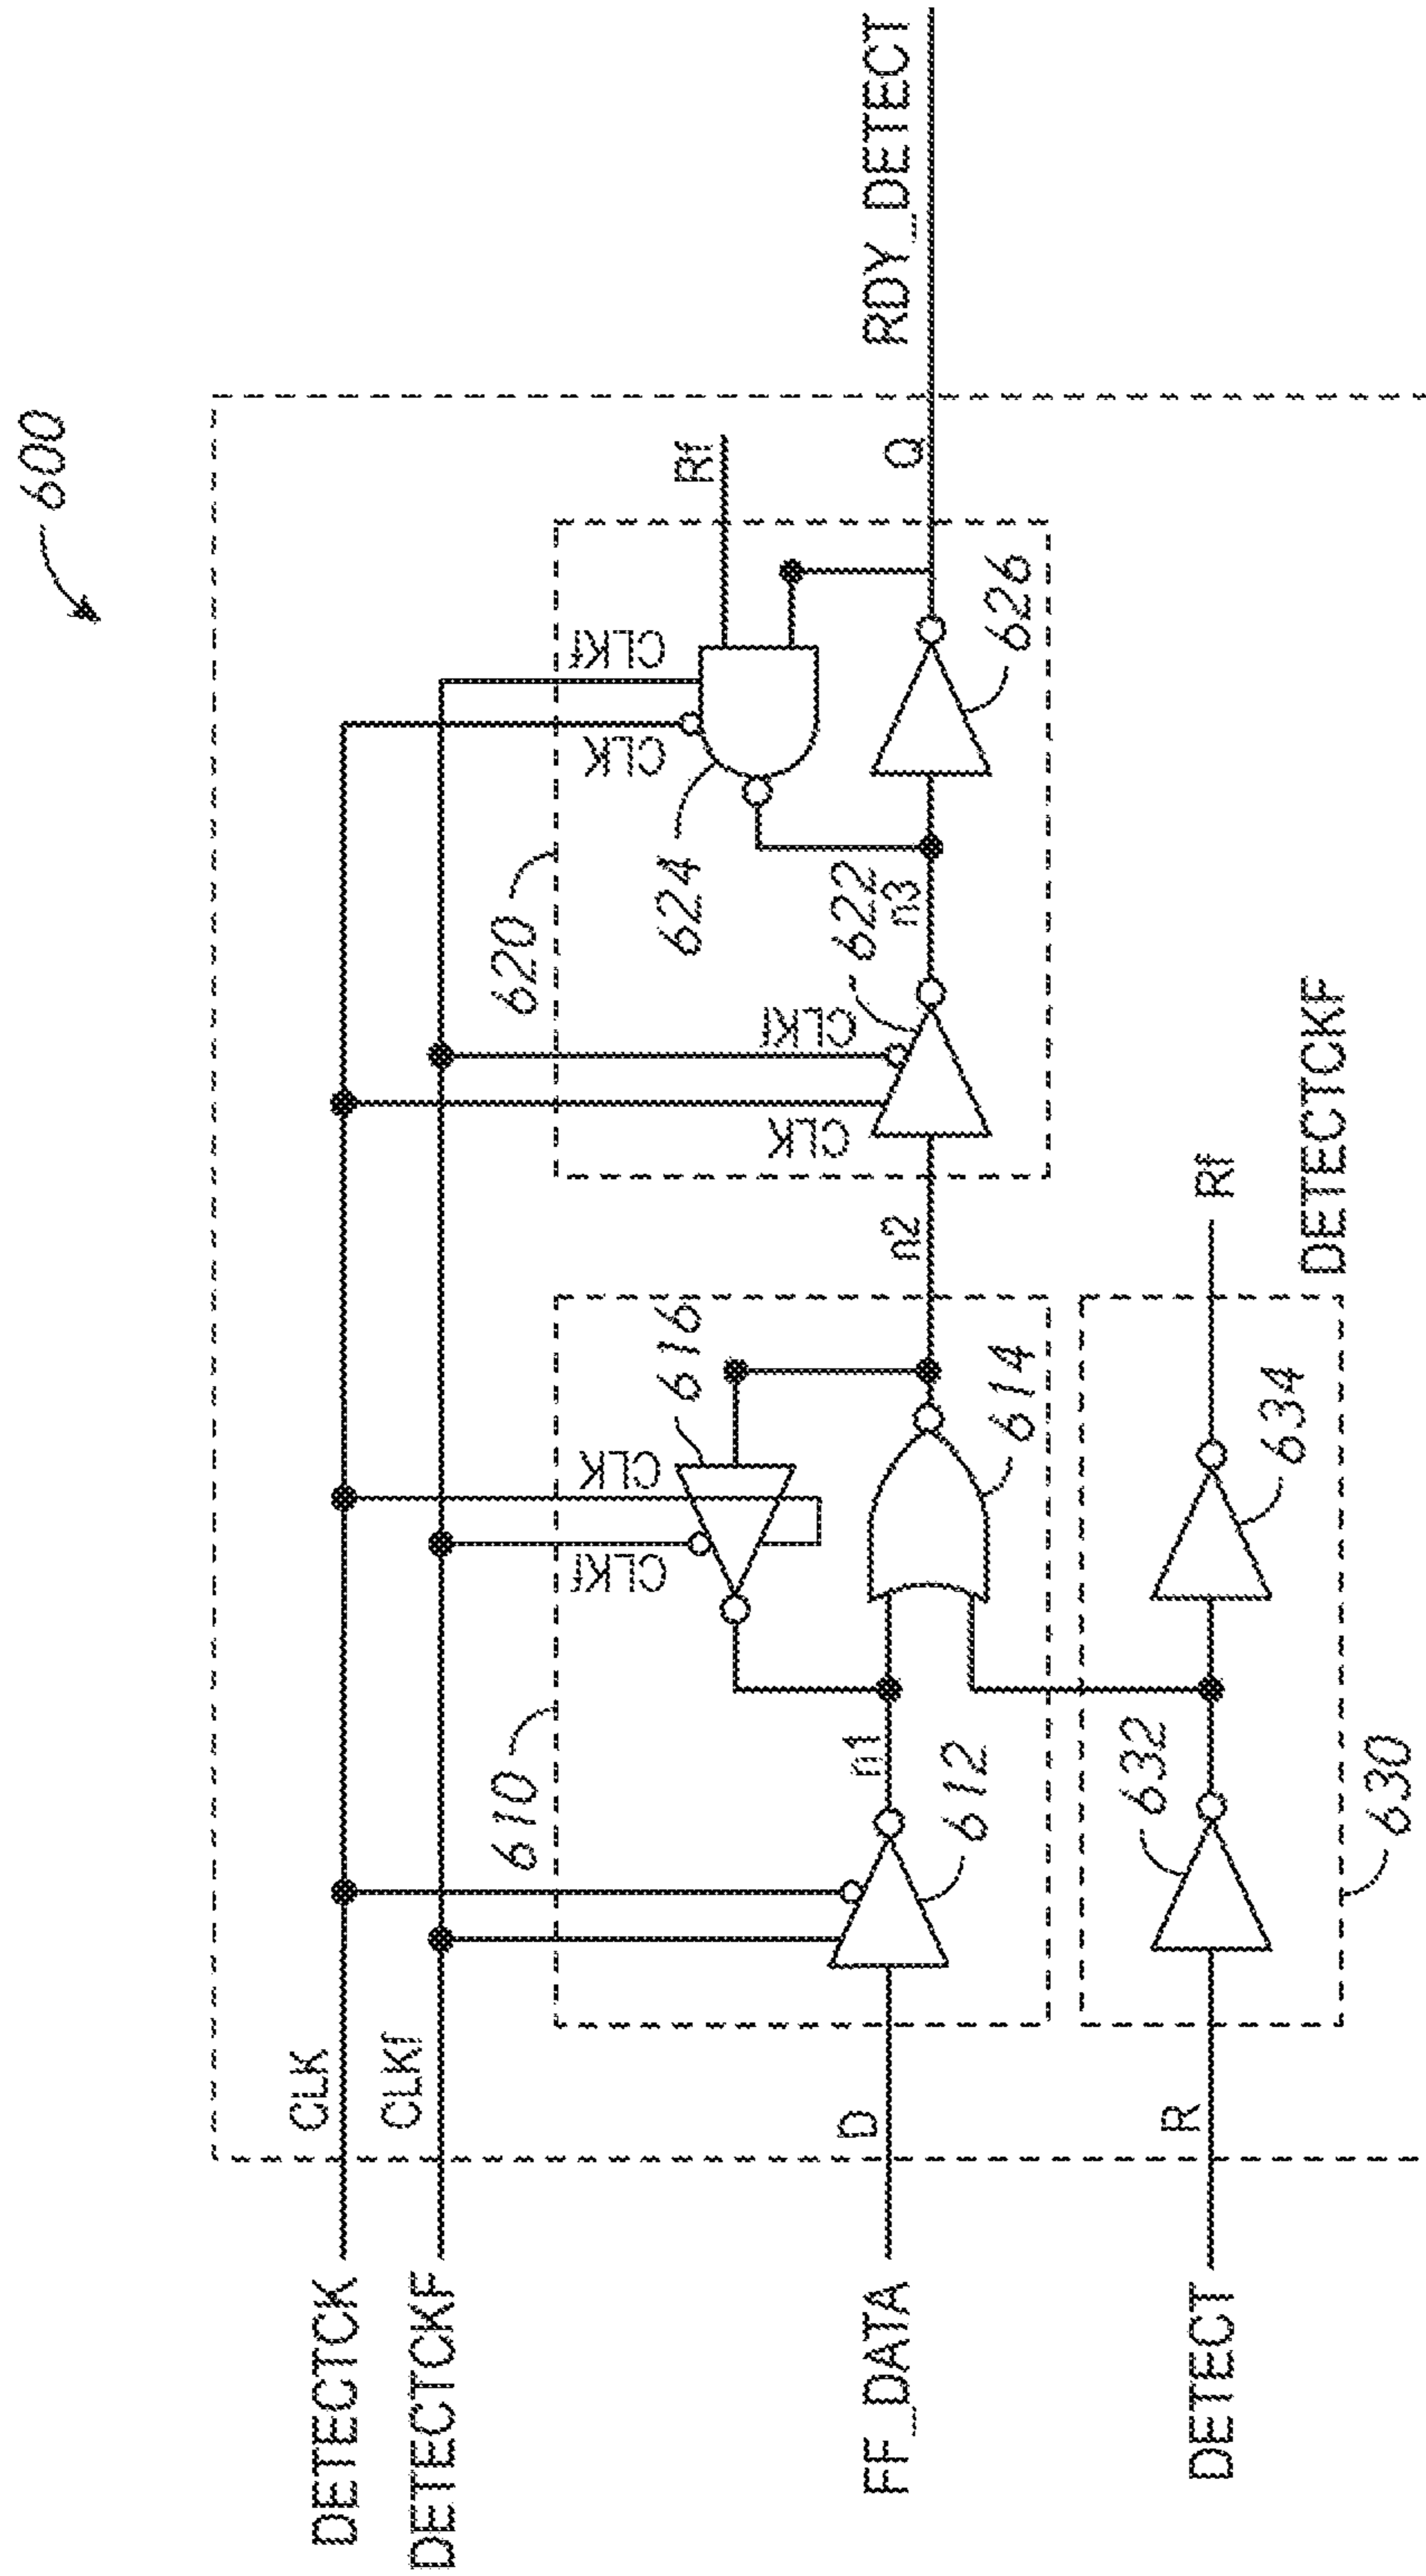 600
DETECTCK
CLK
DETECTCKF
CLKf
FF_DATA
D
DETECT
R
610
612
n1
CLKf
CLK
616
614
n2
620
CLK
CLKf
622
n3
624
CLK
CLKf
Rf
626
Q
RDY_DETECT
630
632
634
Rf
DETECTCKF